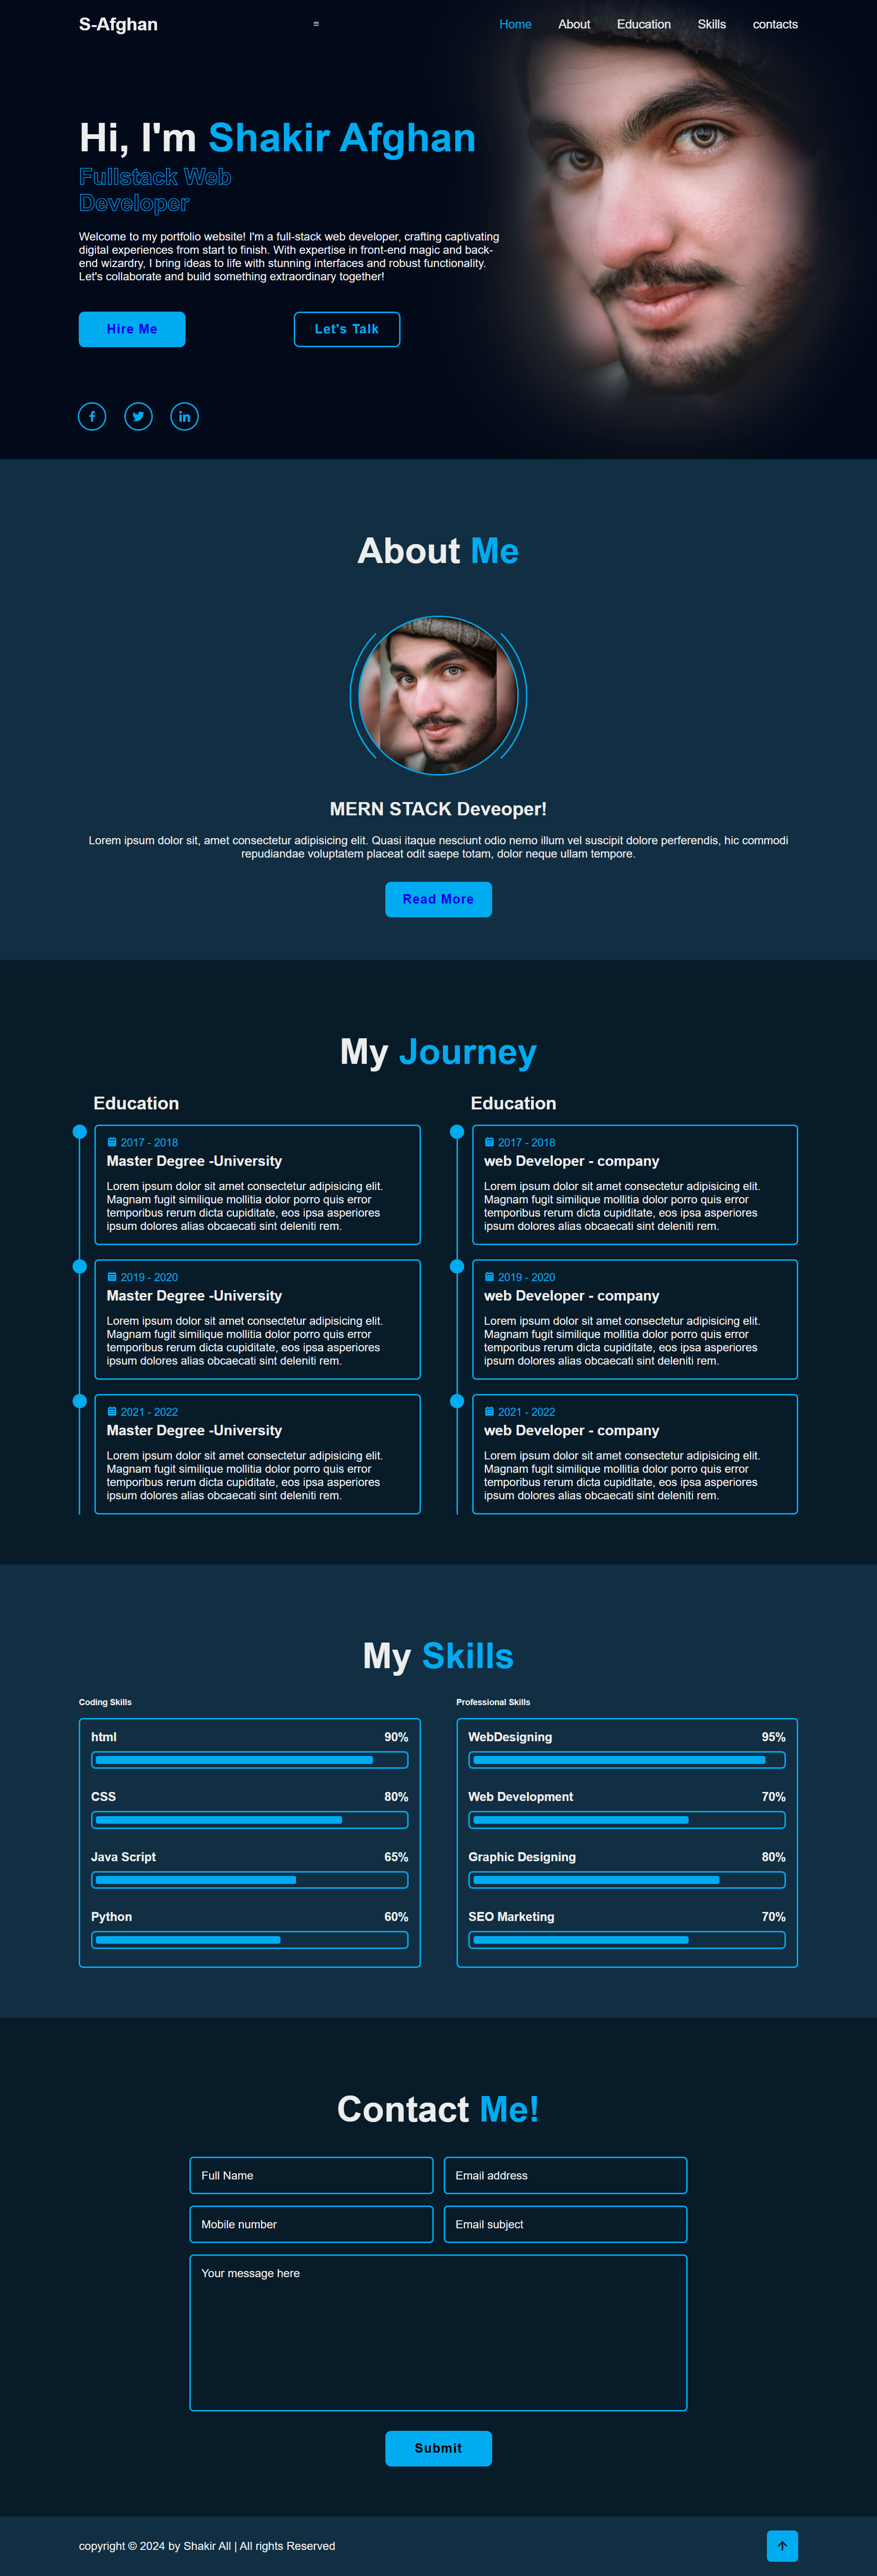 S-Afghan
Home About Education Skills contacts
Hi, I'm Shakir Afghan
Fullstack Web
Developer
Welcome to my portfolio website! I'm a full-stack web developer, crafting captivating
digital experiences from start to finish. With expertise in front-end magic and back-
end wizardry, I bring ideas to life with stunning interfaces and robust functionality.
Let's collaborate and build something extraordinary together!
Hire Me
Let's Talk
About Me
MERN STACK Deveoper!
Lorem ipsum dolor sit, amet consectetur adipisicing elit. Quasi itaque nesciunt odio nemo illum vel suscipit dolore perferendis, hic commodi
repudiandae voluptatem placeat odit saepe totam, dolor neque ullam tempore.
Read More
My Journey
Education
2017 - 2018
Master Degree -University
Lorem ipsum dolor sit amet consectetur adipisicing elit.
Magnam fugit similique mollitia dolor porro quis error
temporibus rerum dicta cupiditate, eos ipsa asperiores
ipsum dolores alias obcaecati sint deleniti rem.
2019 - 2020
Master Degree -University
Lorem ipsum dolor sit amet consectetur adipisicing elit.
Magnam fugit similique mollitia dolor porro quis error
temporibus rerum dicta cupiditate, eos ipsa asperiores
ipsum dolores alias obcaecati sint deleniti rem.
2021 - 2022
Master Degree -University
Lorem ipsum dolor sit amet consectetur adipisicing elit.
Magnam fugit similique mollitia dolor porro quis error
temporibus rerum dicta cupiditate, eos ipsa asperiores
ipsum dolores alias obcaecati sint deleniti rem.
Education
2017 - 2018
web Developer - company
Lorem ipsum dolor sit amet consectetur adipisicing elit.
Magnam fugit similique mollitia dolor porro quis error
temporibus rerum dicta cupiditate, eos ipsa asperiores
ipsum dolores alias obcaecati sint deleniti rem.
2019 - 2020
web Developer - company
Lorem ipsum dolor sit amet consectetur adipisicing elit.
Magnam fugit similique mollitia dolor porro quis error
temporibus rerum dicta cupiditate, eos ipsa asperiores
ipsum dolores alias obcaecati sint deleniti rem.
2021 - 2022
web Developer - company
Lorem ipsum dolor sit amet consectetur adipisicing elit.
Magnam fugit similique mollitia dolor porro quis error
temporibus rerum dicta cupiditate, eos ipsa asperiores
ipsum dolores alias obcaecati sint deleniti rem.
My Skills
Coding Skills
html 90%
CSS 80%
Java Script 65%
Python 60%
Professional Skills
WebDesigning 95%
Web Development 70%
Graphic Designing 80%
SEO Marketing 70%
Contact Me!
Full Name
Email address
Mobile number
Email subject
Your message here
Submit
copyright © 2024 by Shakir All | All rights Reserved